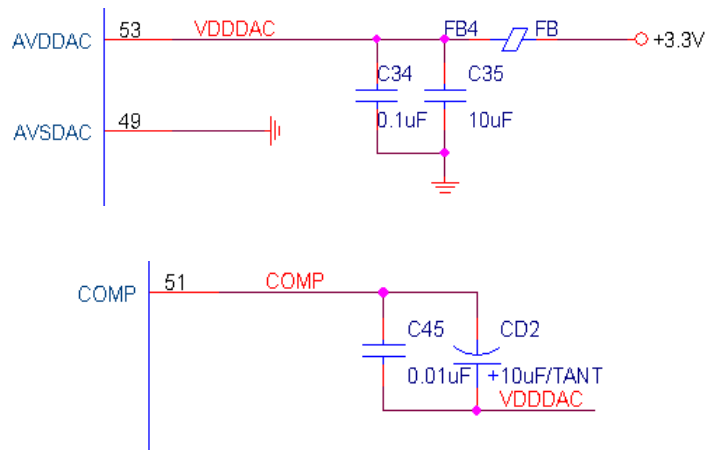 AVDDAC 53 VDDDAC FB4 FB +3.3V
C34 C35
0.1uF 10uF
AVSDAC 49
COMP 51 COMP
C45 CD2
0.01uF +10uF/TANT
VDDDAC